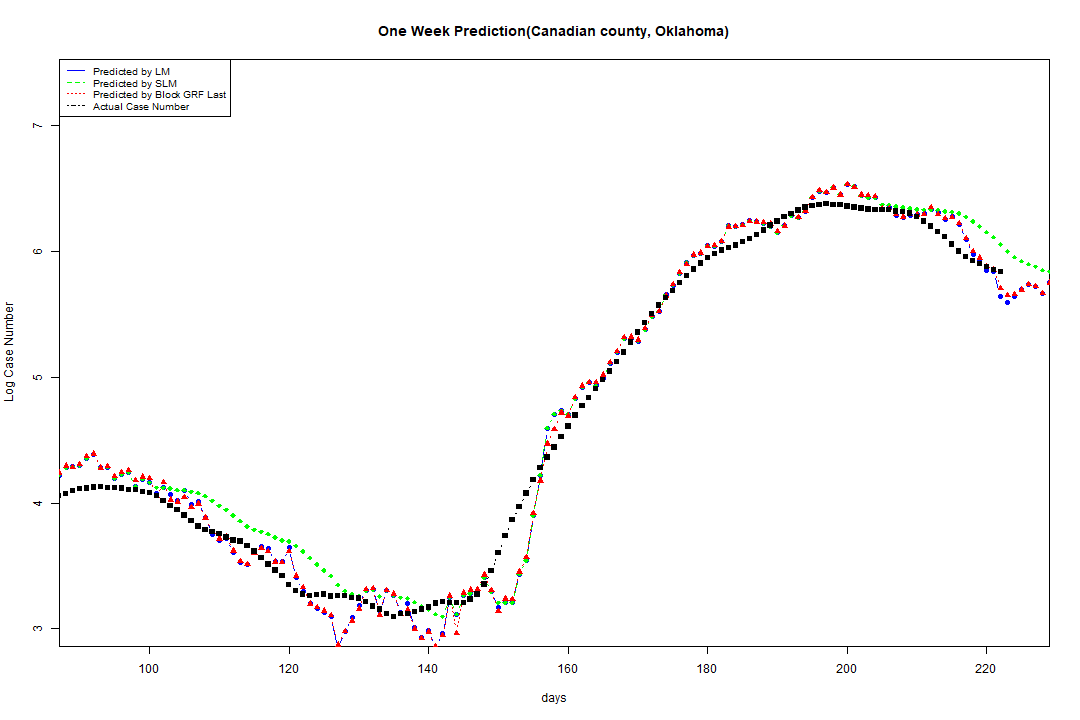 One Week Prediction(Canadian county, Oklahoma)
Predicted by LM
Predicted by SLM
Predicted by Block GRF Last
Actual Case Number
7
6
5
4
3
Log Case Number
100 120 140 160 180 200 220
days